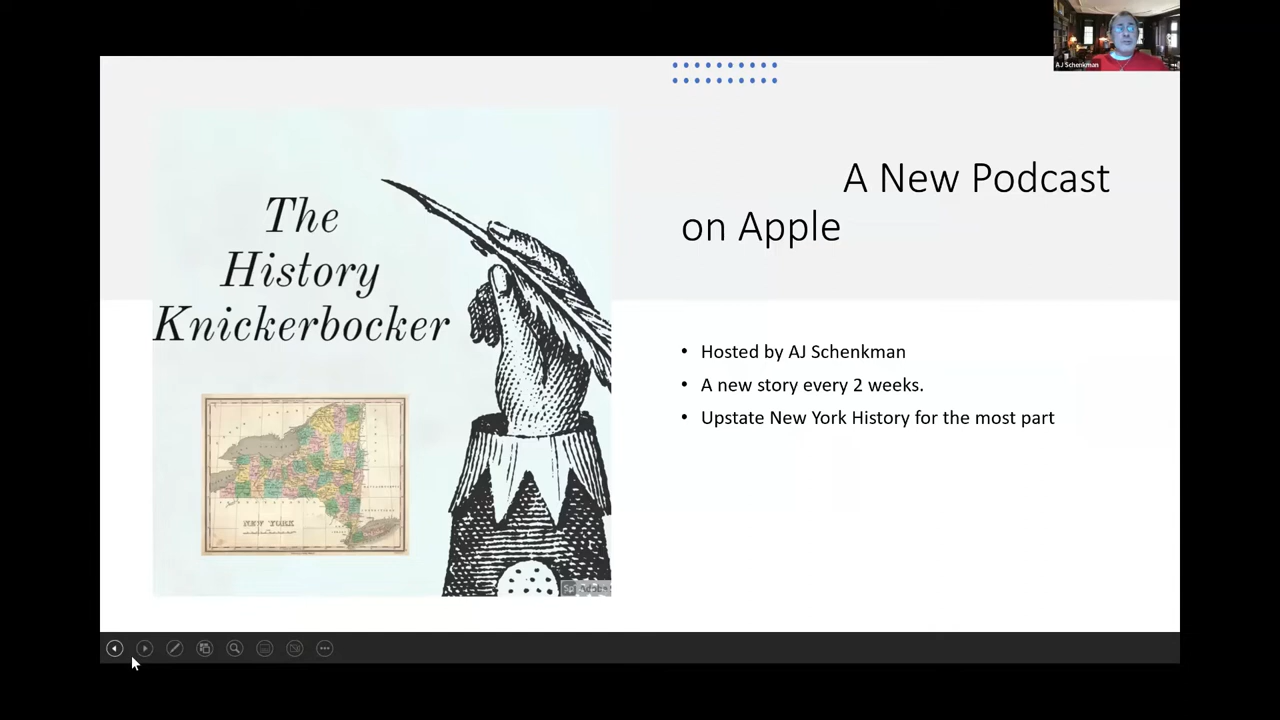 AJ Schenkman
The
History
Knickerbocker
NEW YORK
A New Podcast
on Apple
• Hosted by AJ Schenkman
• A new story every 2 weeks.
• Upstate New York History for the most part